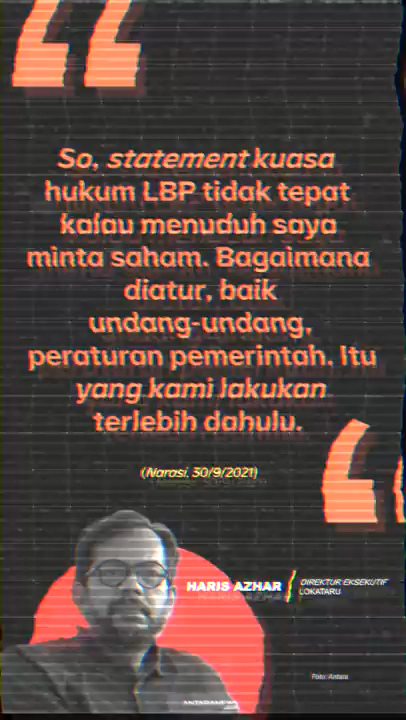 So, statement kuasa
hukum LBP tidak tepat
kalau menuduh saya
minta saham. Bagaimana
diatur, baik
undang-undang,
peraturan pemerintah. Itu
yang kami lakukan
terlebih dahulu.
(Narasi, 30/9/2021)
HARIS AZHAR
DIREKTUR EKSEKUTIF
LOKATARU
Foto: Antara